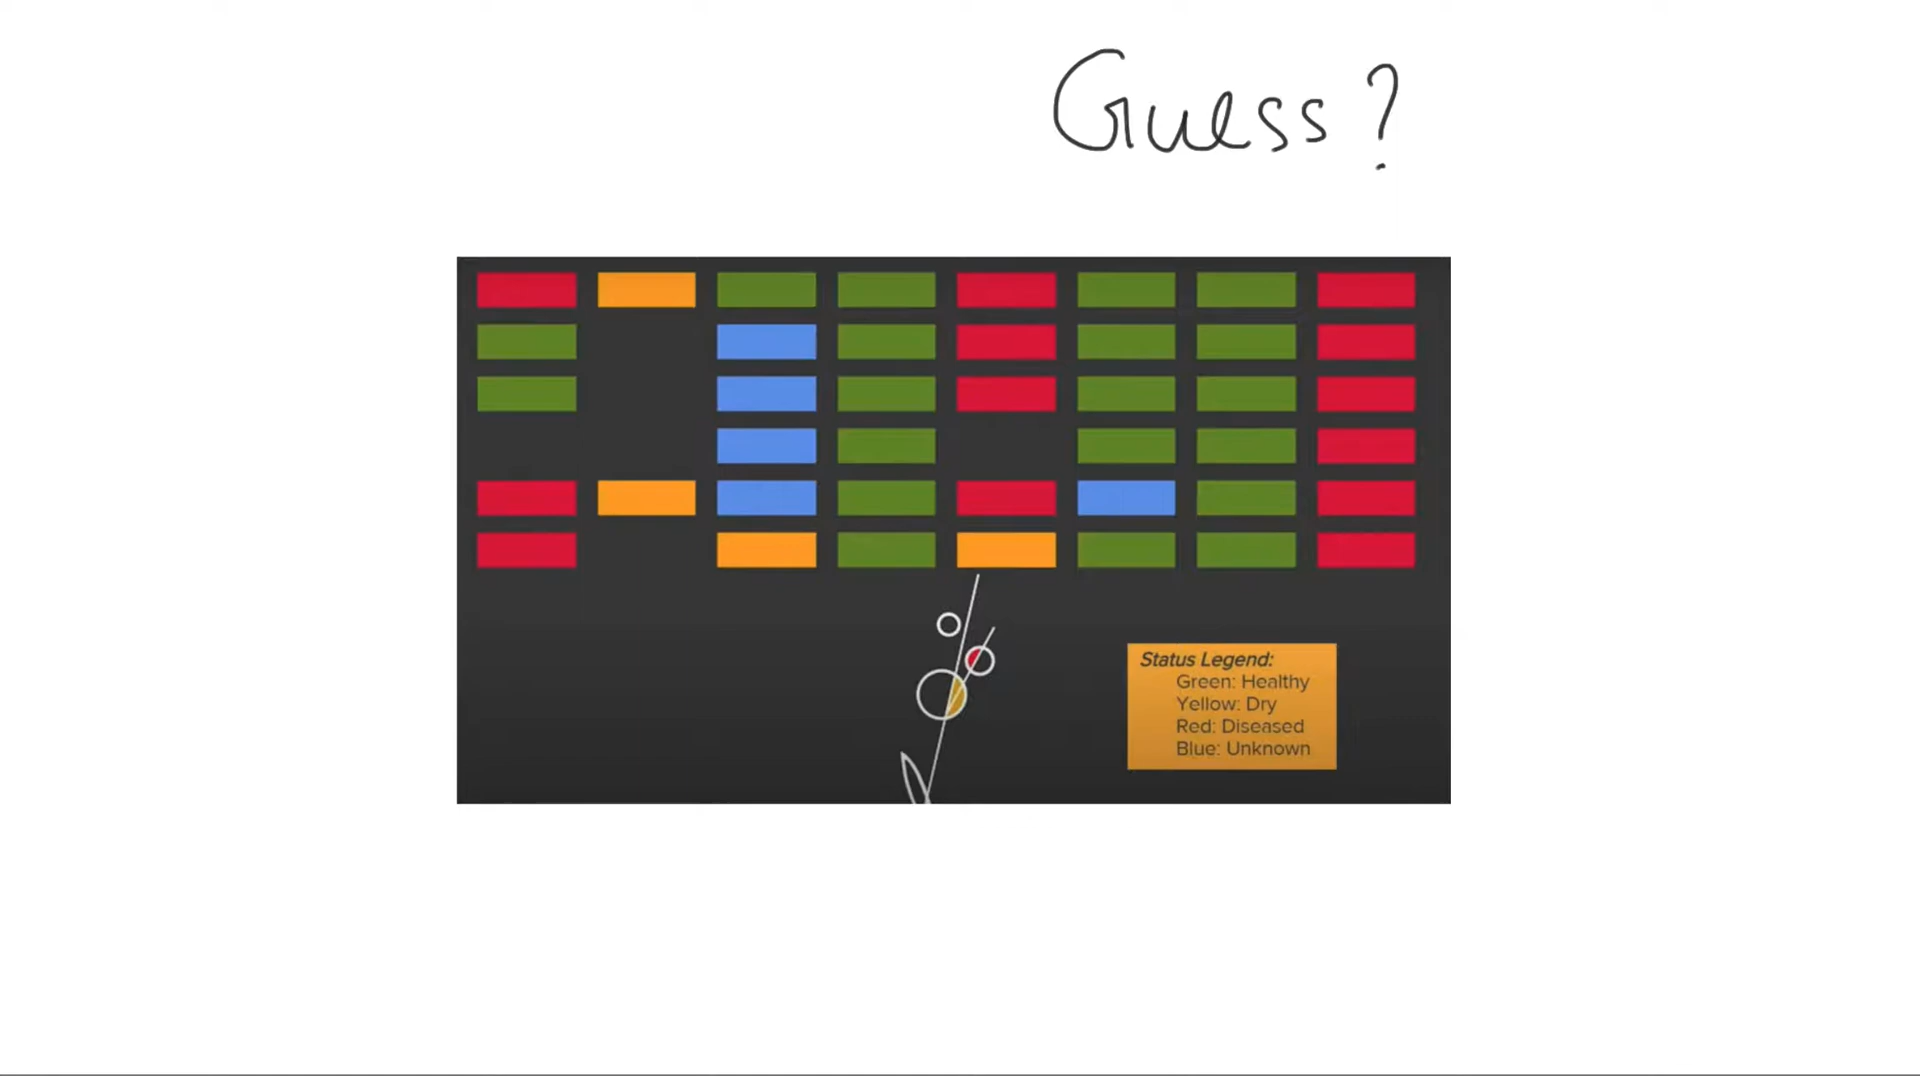 Guess?
Status Legend:
Green: Healthy
Yellow: Dry
Red: Diseased
Blue: Unknown